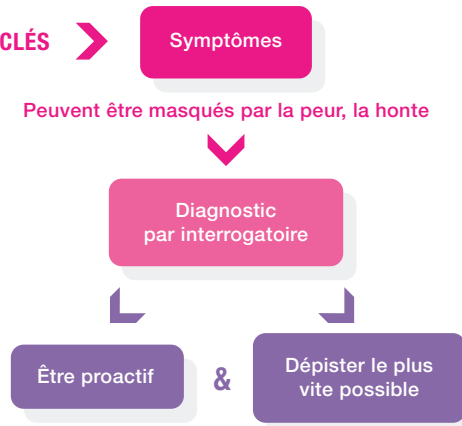 CLÉS
Symptômes
Peuvent être masqués par la peur, la honte
Diagnostic
par interrogatoire
Être proactif
&
Dépister le plus
vite possible